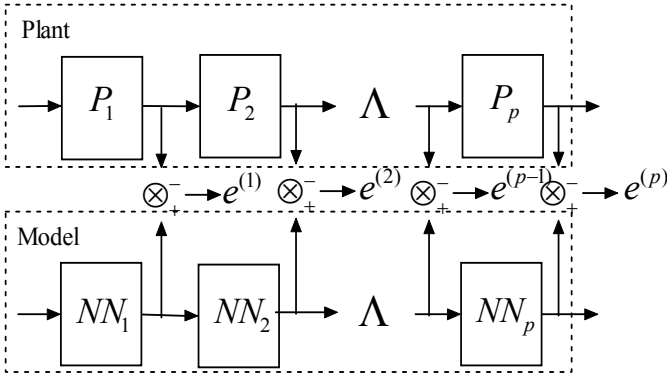 Plant
P₁ P₂ Λ Pₚ
⊗ − + e⁽¹⁾ ⊗ − + e⁽²⁾ ⊗ − + e⁽ᵖ⁻¹⁾ ⊗ − + e⁽ᵖ⁾
Model
NN₁ NN₂ Λ NNₚ